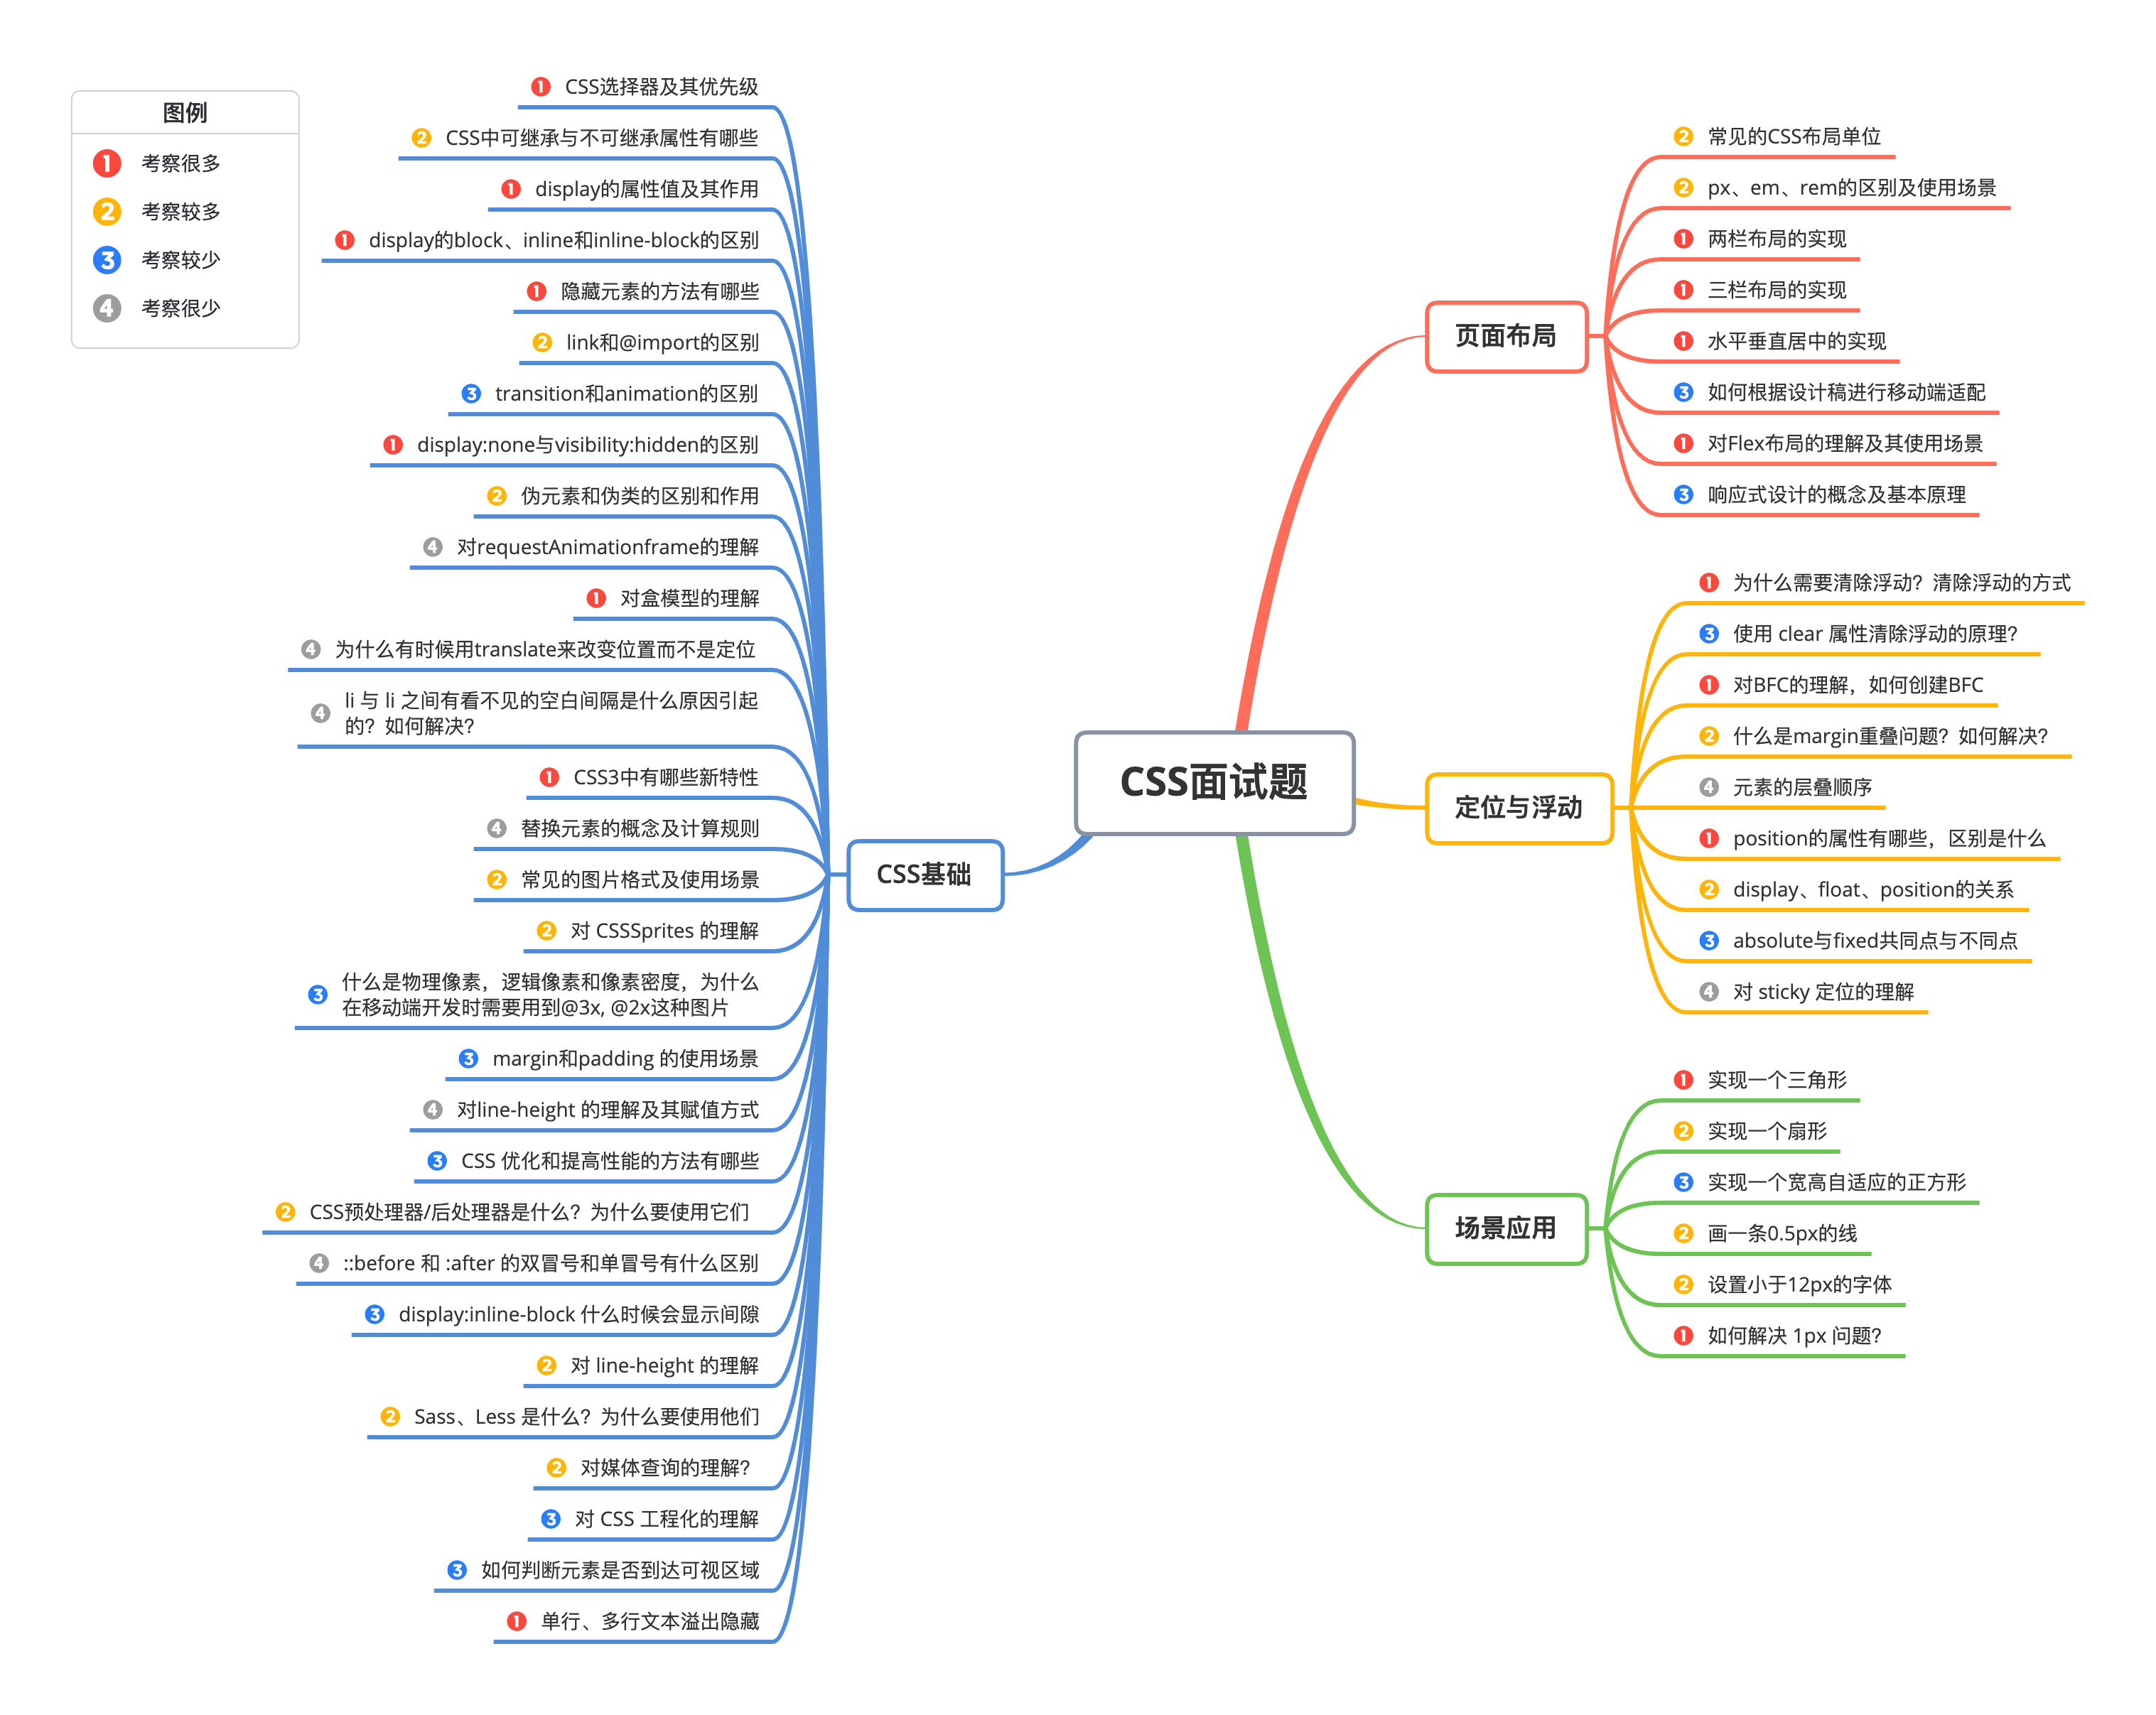 图例
1 考察很多
2 考察较多
3 考察较少
4 考察很少
CSS面试题
CSS基础
1 CSS选择器及其优先级
2 CSS中可继承与不可继承属性有哪些
1 display的属性值及其作用
1 display的block、inline和inline-block的区别
1 隐藏元素的方法有哪些
2 link和@import的区别
3 transition和animation的区别
1 display:none与visibility:hidden的区别
2 伪元素和伪类的区别和作用
4 对requestAnimationframe的理解
1 对盒模型的理解
4 为什么有时候用translate来改变位置而不是定位
4 li 与 li 之间有看不见的空白间隔是什么原因引起
的？如何解决？
1 CSS3中有哪些新特性
4 替换元素的概念及计算规则
2 常见的图片格式及使用场景
2 对 CSSSprites 的理解
3 什么是物理像素，逻辑像素和像素密度，为什么
在移动端开发时需要用到@3x, @2x这种图片
3 margin和padding 的使用场景
4 对line-height 的理解及其赋值方式
3 CSS 优化和提高性能的方法有哪些
2 CSS预处理器/后处理器是什么？为什么要使用它们
4 ::before 和 :after 的双冒号和单冒号有什么区别
3 display:inline-block 什么时候会显示间隙
2 对 line-height 的理解
2 Sass、Less 是什么？为什么要使用他们
2 对媒体查询的理解？
3 对 CSS 工程化的理解
3 如何判断元素是否到达可视区域
1 单行、多行文本溢出隐藏
页面布局
2 常见的CSS布局单位
2 px、em、rem的区别及使用场景
1 两栏布局的实现
1 三栏布局的实现
1 水平垂直居中的实现
3 如何根据设计稿进行移动端适配
1 对Flex布局的理解及其使用场景
3 响应式设计的概念及基本原理
定位与浮动
1 为什么需要清除浮动？清除浮动的方式
3 使用 clear 属性清除浮动的原理？
1 对BFC的理解，如何创建BFC
2 什么是margin重叠问题？如何解决？
4 元素的层叠顺序
1 position的属性有哪些，区别是什么
2 display、float、position的关系
3 absolute与fixed共同点与不同点
4 对 sticky 定位的理解
场景应用
1 实现一个三角形
2 实现一个扇形
3 实现一个宽高自适应的正方形
2 画一条0.5px的线
2 设置小于12px的字体
1 如何解决 1px 问题？